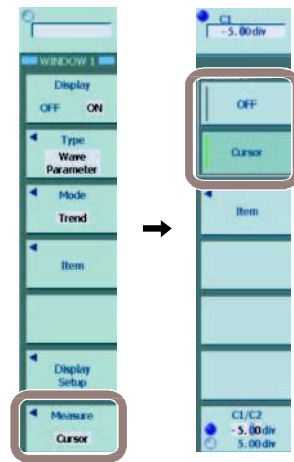 WINDOW 1
Display
OFF ON
Type
Wave
Parameter
Mode
Trend
Item
Display
Setup
Measure
Cursor
C1
-5.00div
OFF
Cursor
Item
C1/C2
-5.00div
5.00div